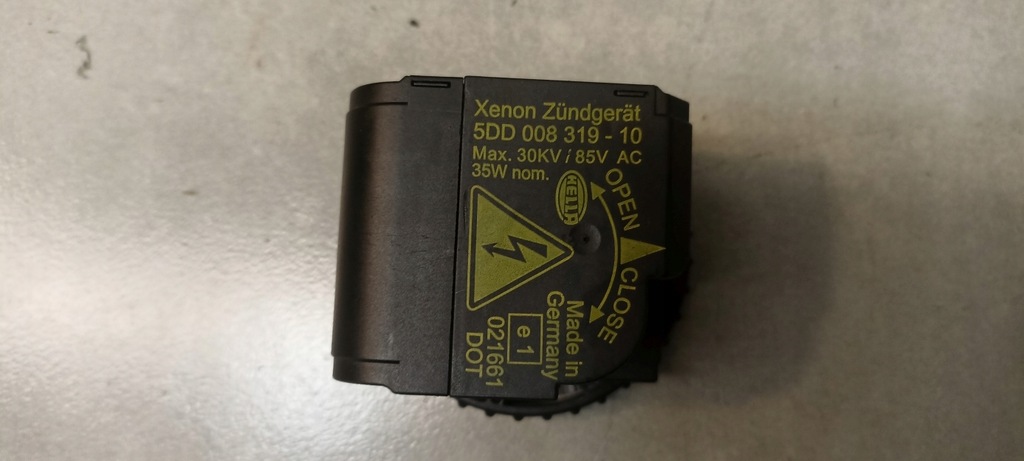 Xenon Zündgerät
5DD 008 319 - 10
Max. 30KV / 85V AC
35W nom.
HELLA
OPEN
CLOSE
Made in
Germany
e 1
021661
DOT